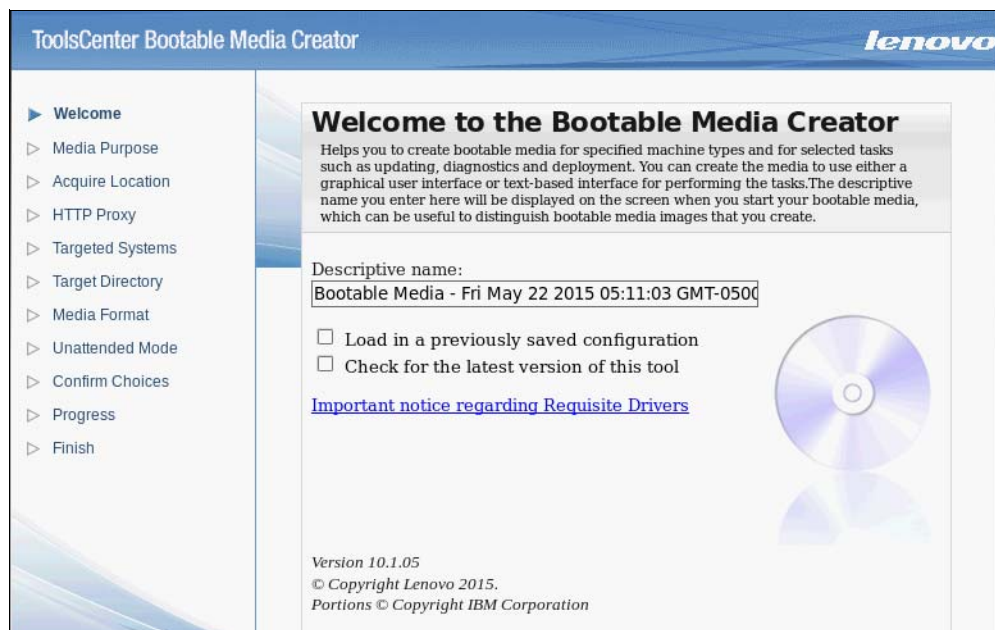 ToolsCenter Bootable Media Creator
lenovo
Welcome
Media Purpose
Acquire Location
HTTP Proxy
Targeted Systems
Target Directory
Media Format
Unattended Mode
Confirm Choices
Progress
Finish
Welcome to the Bootable Media Creator
Helps you to create bootable media for specified machine types and for selected tasks
such as updating, diagnostics and deployment. You can create the media to use either a
graphical user interface or text-based interface for performing the tasks.The descriptive
name you enter here will be displayed on the screen when you start your bootable media,
which can be useful to distinguish bootable media images that you create.
Descriptive name:
Bootable Media - Fri May 22 2015 05:11:03 GMT-0500
Load in a previously saved configuration
Check for the latest version of this tool
Important notice regarding Requisite Drivers
Version 10.1.05
© Copyright Lenovo 2015.
Portions © Copyright IBM Corporation